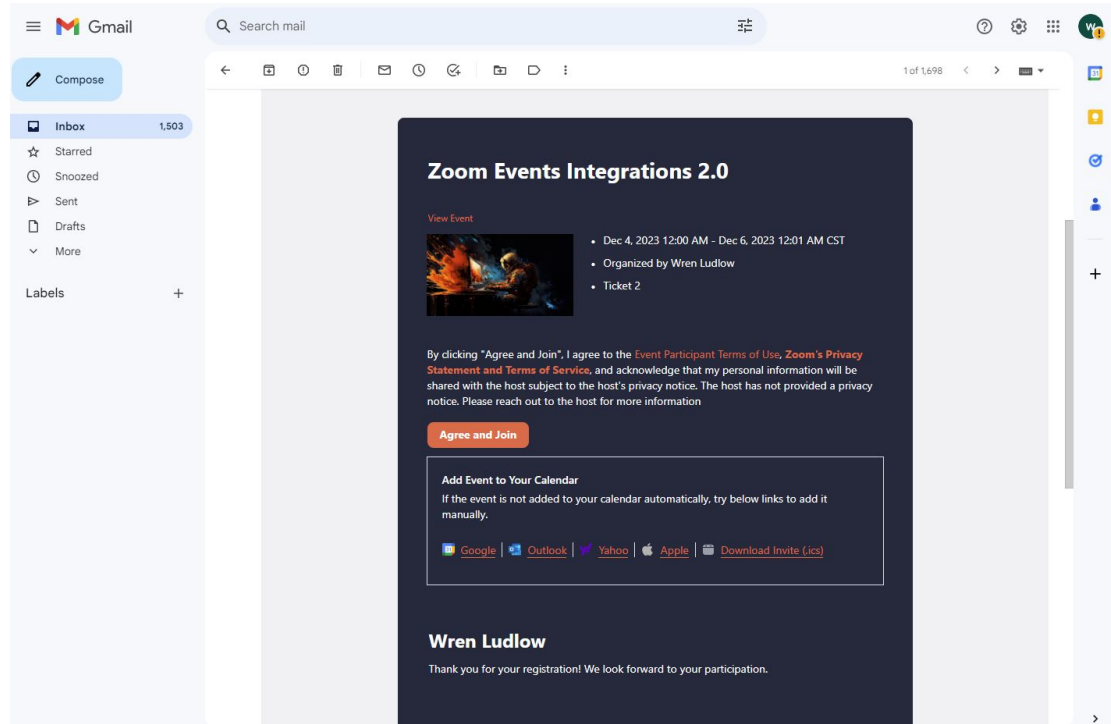 Gmail
Search mail
W
Compose
1 of 1,698
31
Inbox 1,503
Starred
Snoozed
Sent
Drafts
More
Labels
Zoom Events Integrations 2.0
View Event
Dec 4, 2023 12:00 AM - Dec 6, 2023 12:01 AM CST
Organized by Wren Ludlow
Ticket 2
By clicking "Agree and Join", I agree to the Event Participant Terms of Use, Zoom's Privacy
Statement and Terms of Service, and acknowledge that my personal information will be
shared with the host subject to the host's privacy notice. The host has not provided a privacy
notice. Please reach out to the host for more information
Agree and Join
Add Event to Your Calendar
If the event is not added to your calendar automatically, try below links to add it
manually.
Google | Outlook | Yahoo | Apple | Download Invite (.ics)
Wren Ludlow
Thank you for your registration! We look forward to your participation.